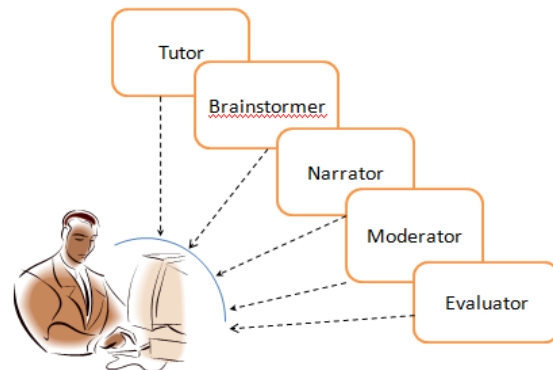 Tutor
Brainstormer
Narrator
Moderator
Evaluator